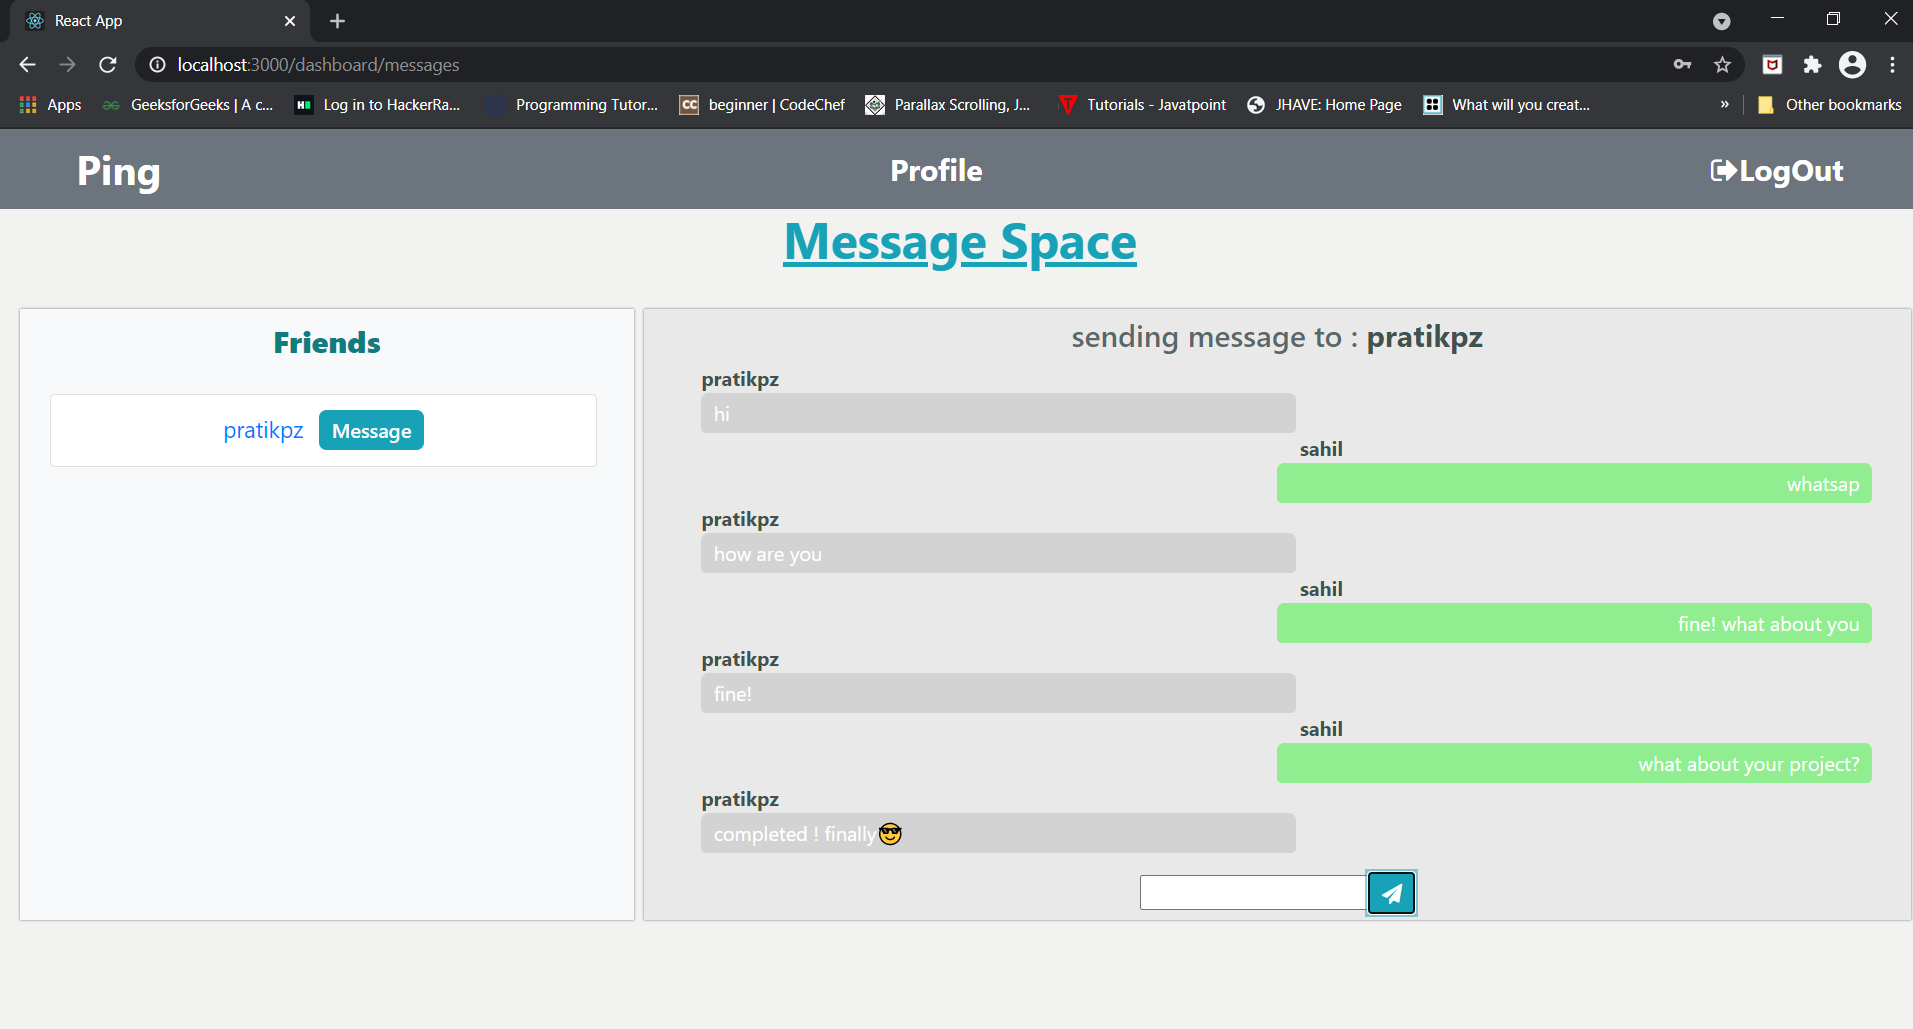 React App
localhost:3000/dashboard/messages
Apps GeeksforGeeks | A c... Log in to HackerRa... Programming Tutor... beginner | CodeChef Parallax Scrolling, J... Tutorials - Javatpoint JHAVE: Home Page What will you creat... » Other bookmarks
Ping Profile LogOut
Message Space
Friends
pratikpz Message
sending message to : pratikpz
pratikpz
hi
sahil
whatsap
pratikpz
how are you
sahil
fine! what about you
pratikpz
fine!
sahil
what about your project?
pratikpz
completed ! finally😎